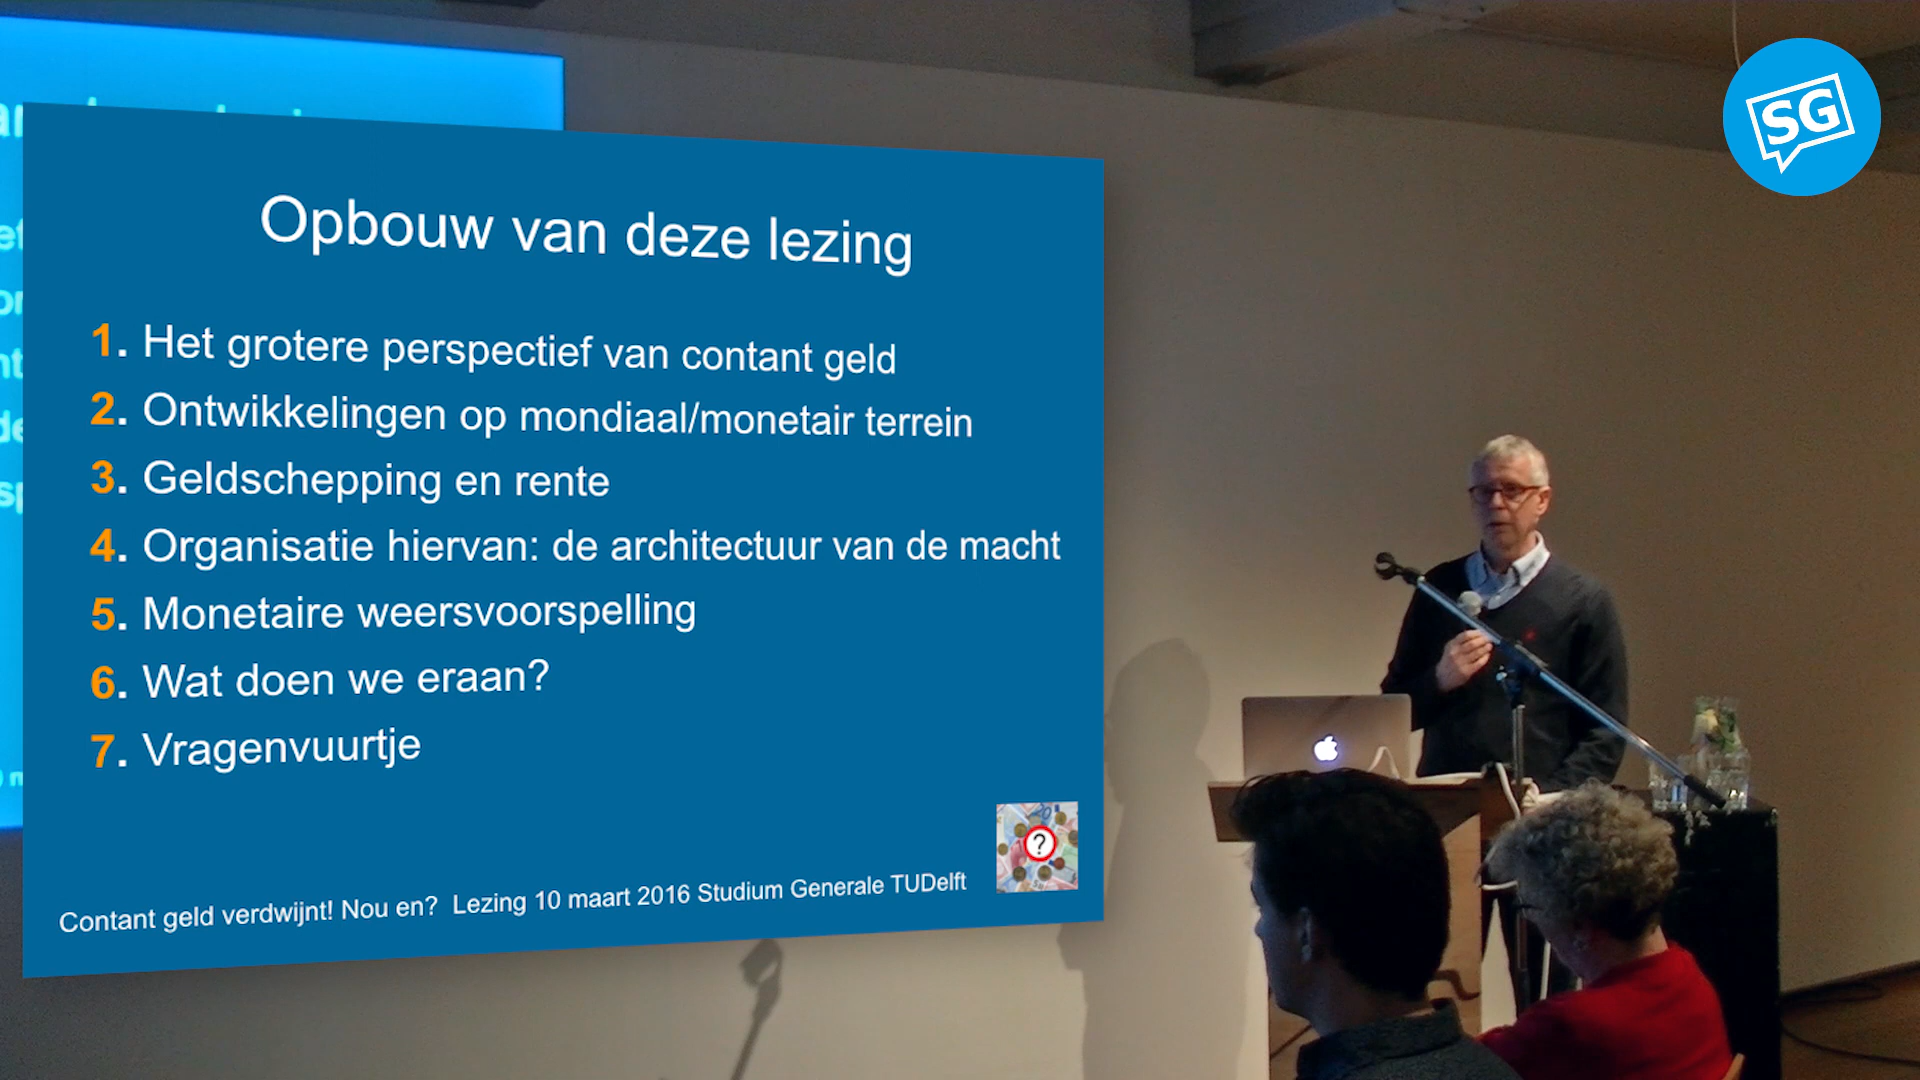 SG
Opbouw van deze lezing
1. Het grotere perspectief van contant geld
2. Ontwikkelingen op mondiaal/monetair terrein
3. Geldschepping en rente
4. Organisatie hiervan: de architectuur van de macht
5. Monetaire weersvoorspelling
6. Wat doen we eraan?
7. Vragenvuurtje
?
Contant geld verdwijnt! Nou en? Lezing 10 maart 2016 Studium Generale TUDelft